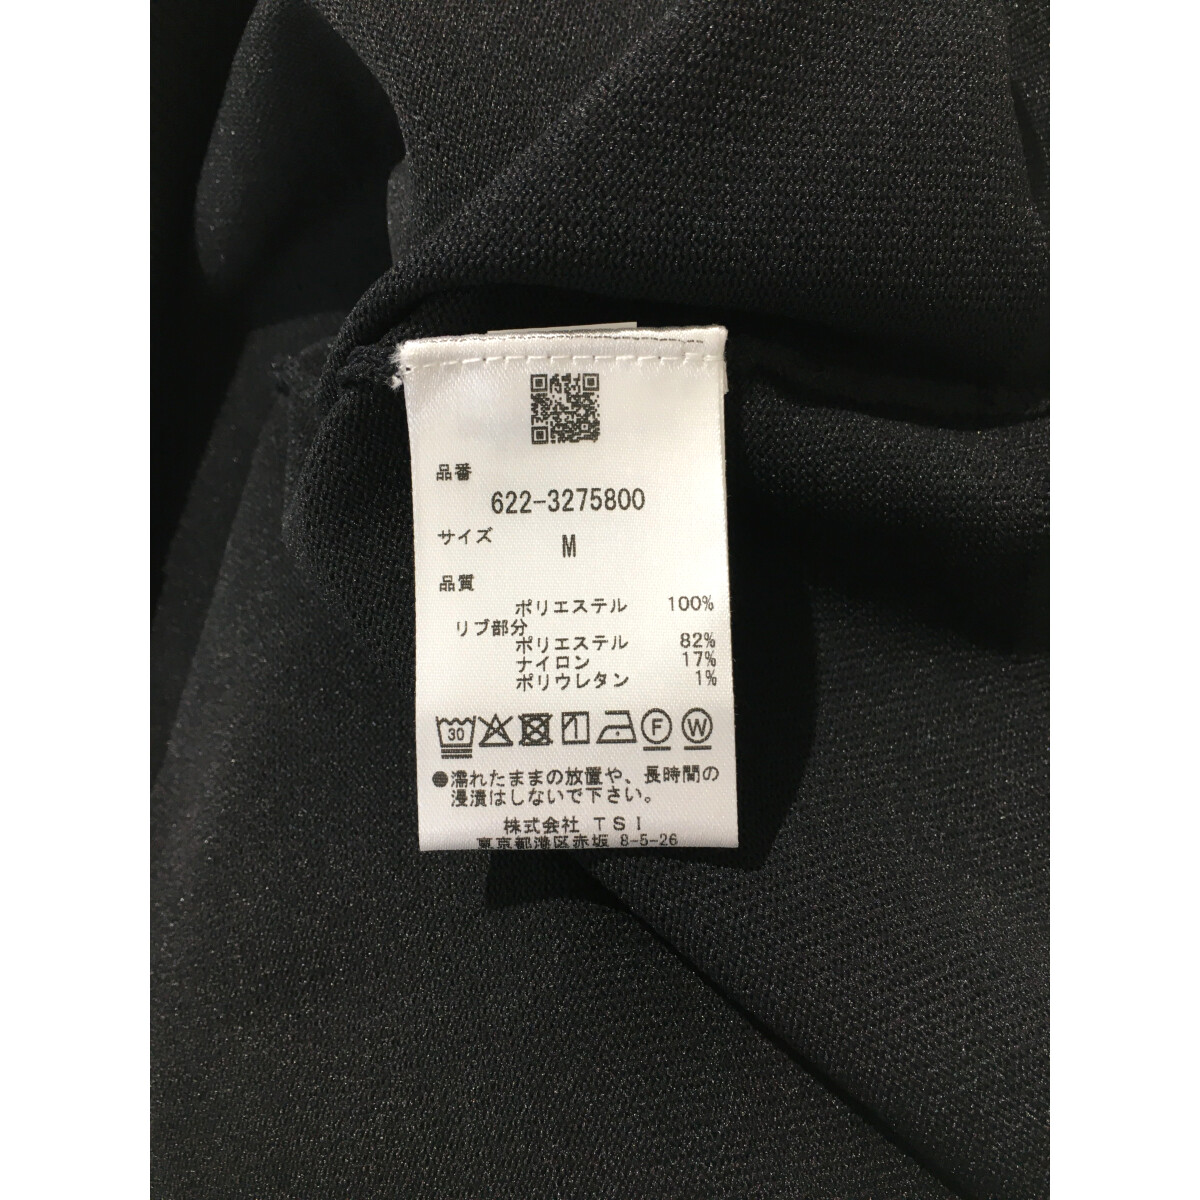 品番
622-3275800
サイズ
M
品質
ポリエステル 100%
リブ部分
ポリエステル 82%
ナイロン 17%
ポリウレタン 1%
30 F W
●濡れたままの放置や、長時間の
浸漬はしないで下さい。
株式会社 TSI
東京都港区赤坂 8-5-26